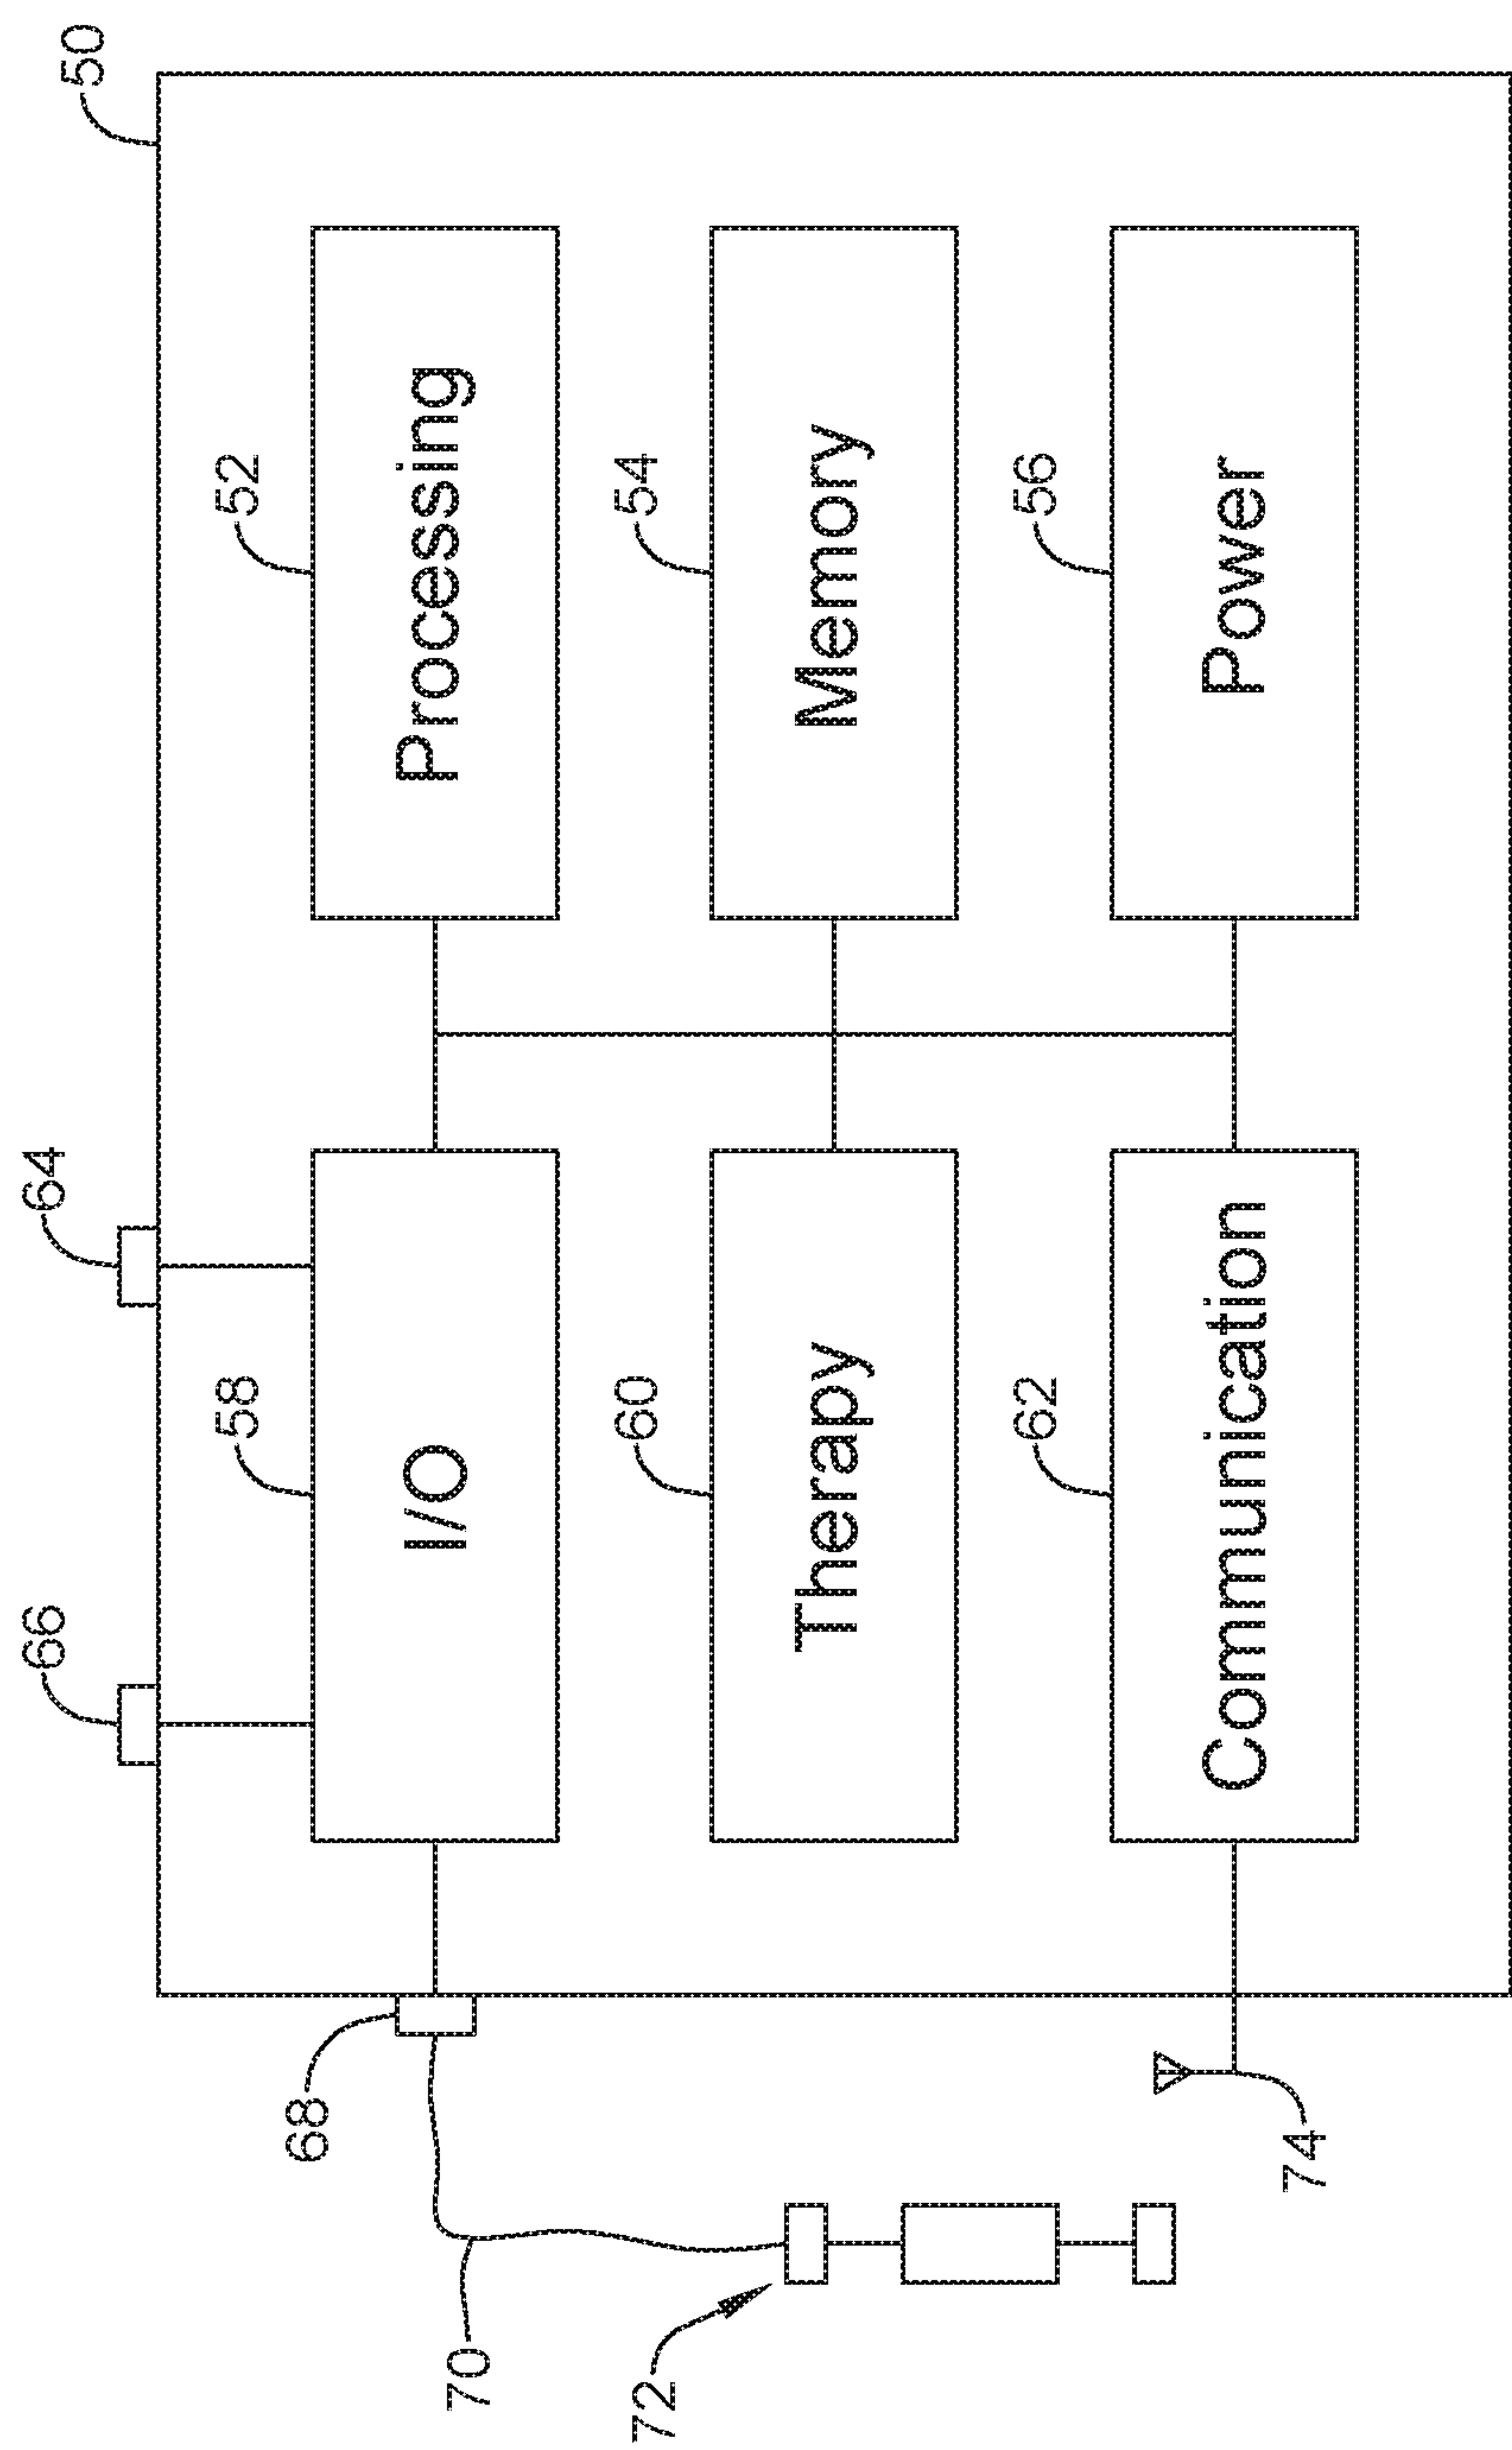 66
64
50
58
52
68
I/O
Processing
70
60
54
72
Therapy
Memory
62
56
Communication
Power
74